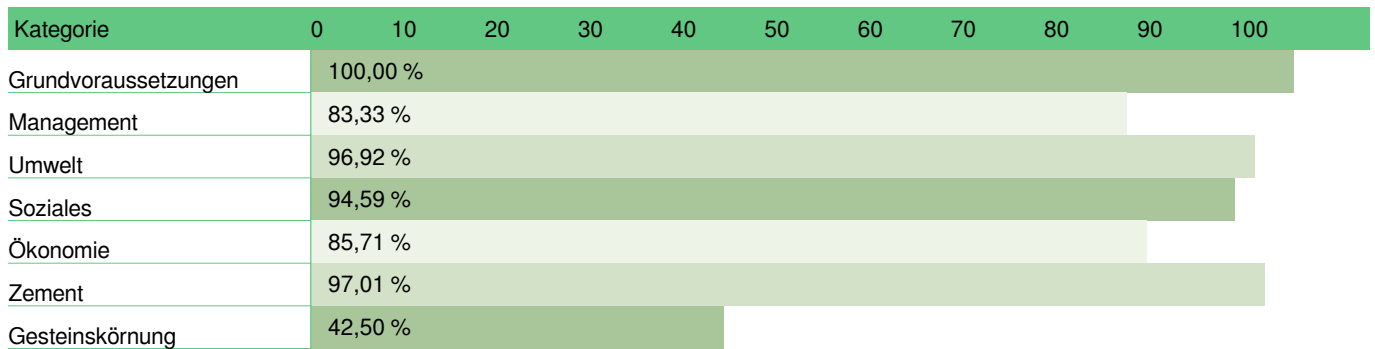 Kategorie 0 10 20 30 40 50 60 70 80 90 100
Grundvoraussetzungen 100,00 %
Management 83,33 %
Umwelt 96,92 %
Soziales 94,59 %
Ökonomie 85,71 %
Zement 97,01 %
Gesteinskörnung 42,50 %